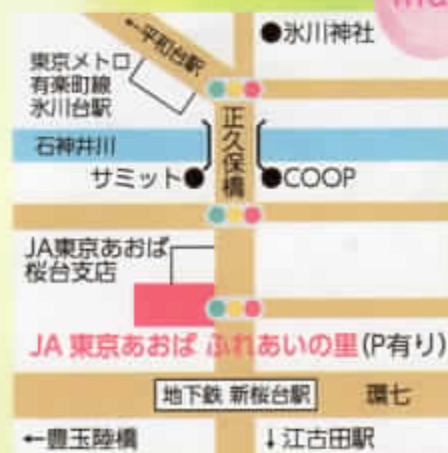 ←平和台駅
●氷川神社
東京メトロ
有楽町線
氷川台駅
正久保橋
石神井川
サミット●
●COOP
JA東京あおば
桜台支店
JA 東京あおば ふれあいの里(P有り)
地下鉄 新桜台駅
環七
←豊玉陸橋
↓江古田駅